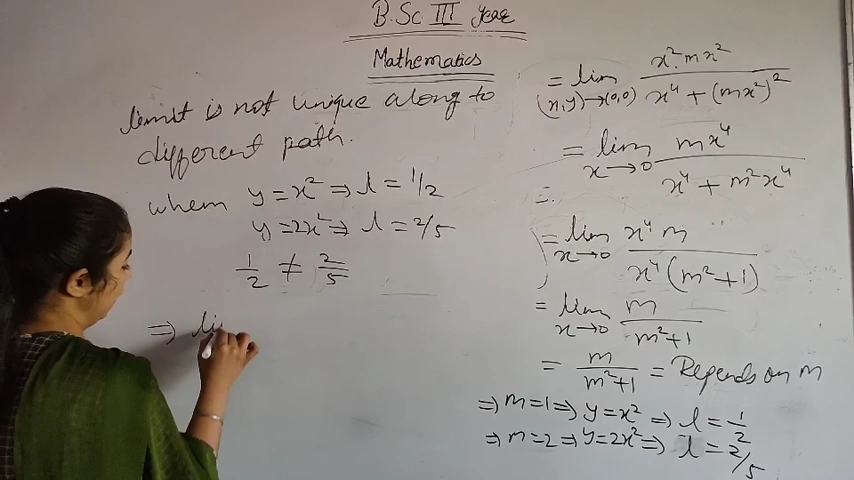 B.Sc III year
Mathematics
limit is not unique along to
different path.
when y = x² ⇒ l = 1/2
y = 2x² ⇒ l = 2/5
1/2 ≠ 2/5
⇒ li
= lim (x,y)→(0,0) x² mx² / x⁴ + (mx²)²
= lim x→0 mx⁴ / x⁴ + m²x⁴
= lim x→0 x⁴ m / x⁴ (m²+1)
= lim x→0 m / m²+1
= m / m²+1 = Depends on m
⇒ m = 1 ⇒ y = x² ⇒ l = 1/2
⇒ m = 2 ⇒ y = 2x² ⇒ l = 2/5